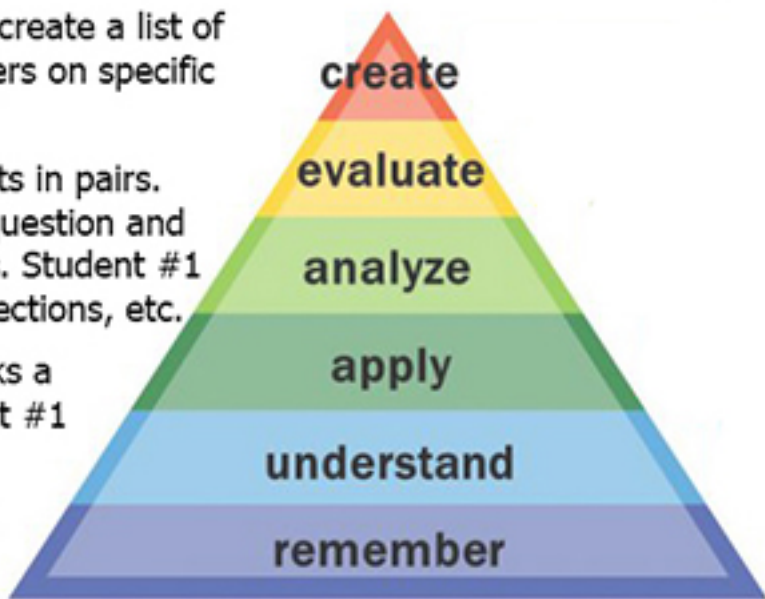 create a list of
ers on specific
ts in pairs.
uestion and
. Student #1
ections, etc.
ks a
t #1
create
evaluate
analyze
apply
understand
remember